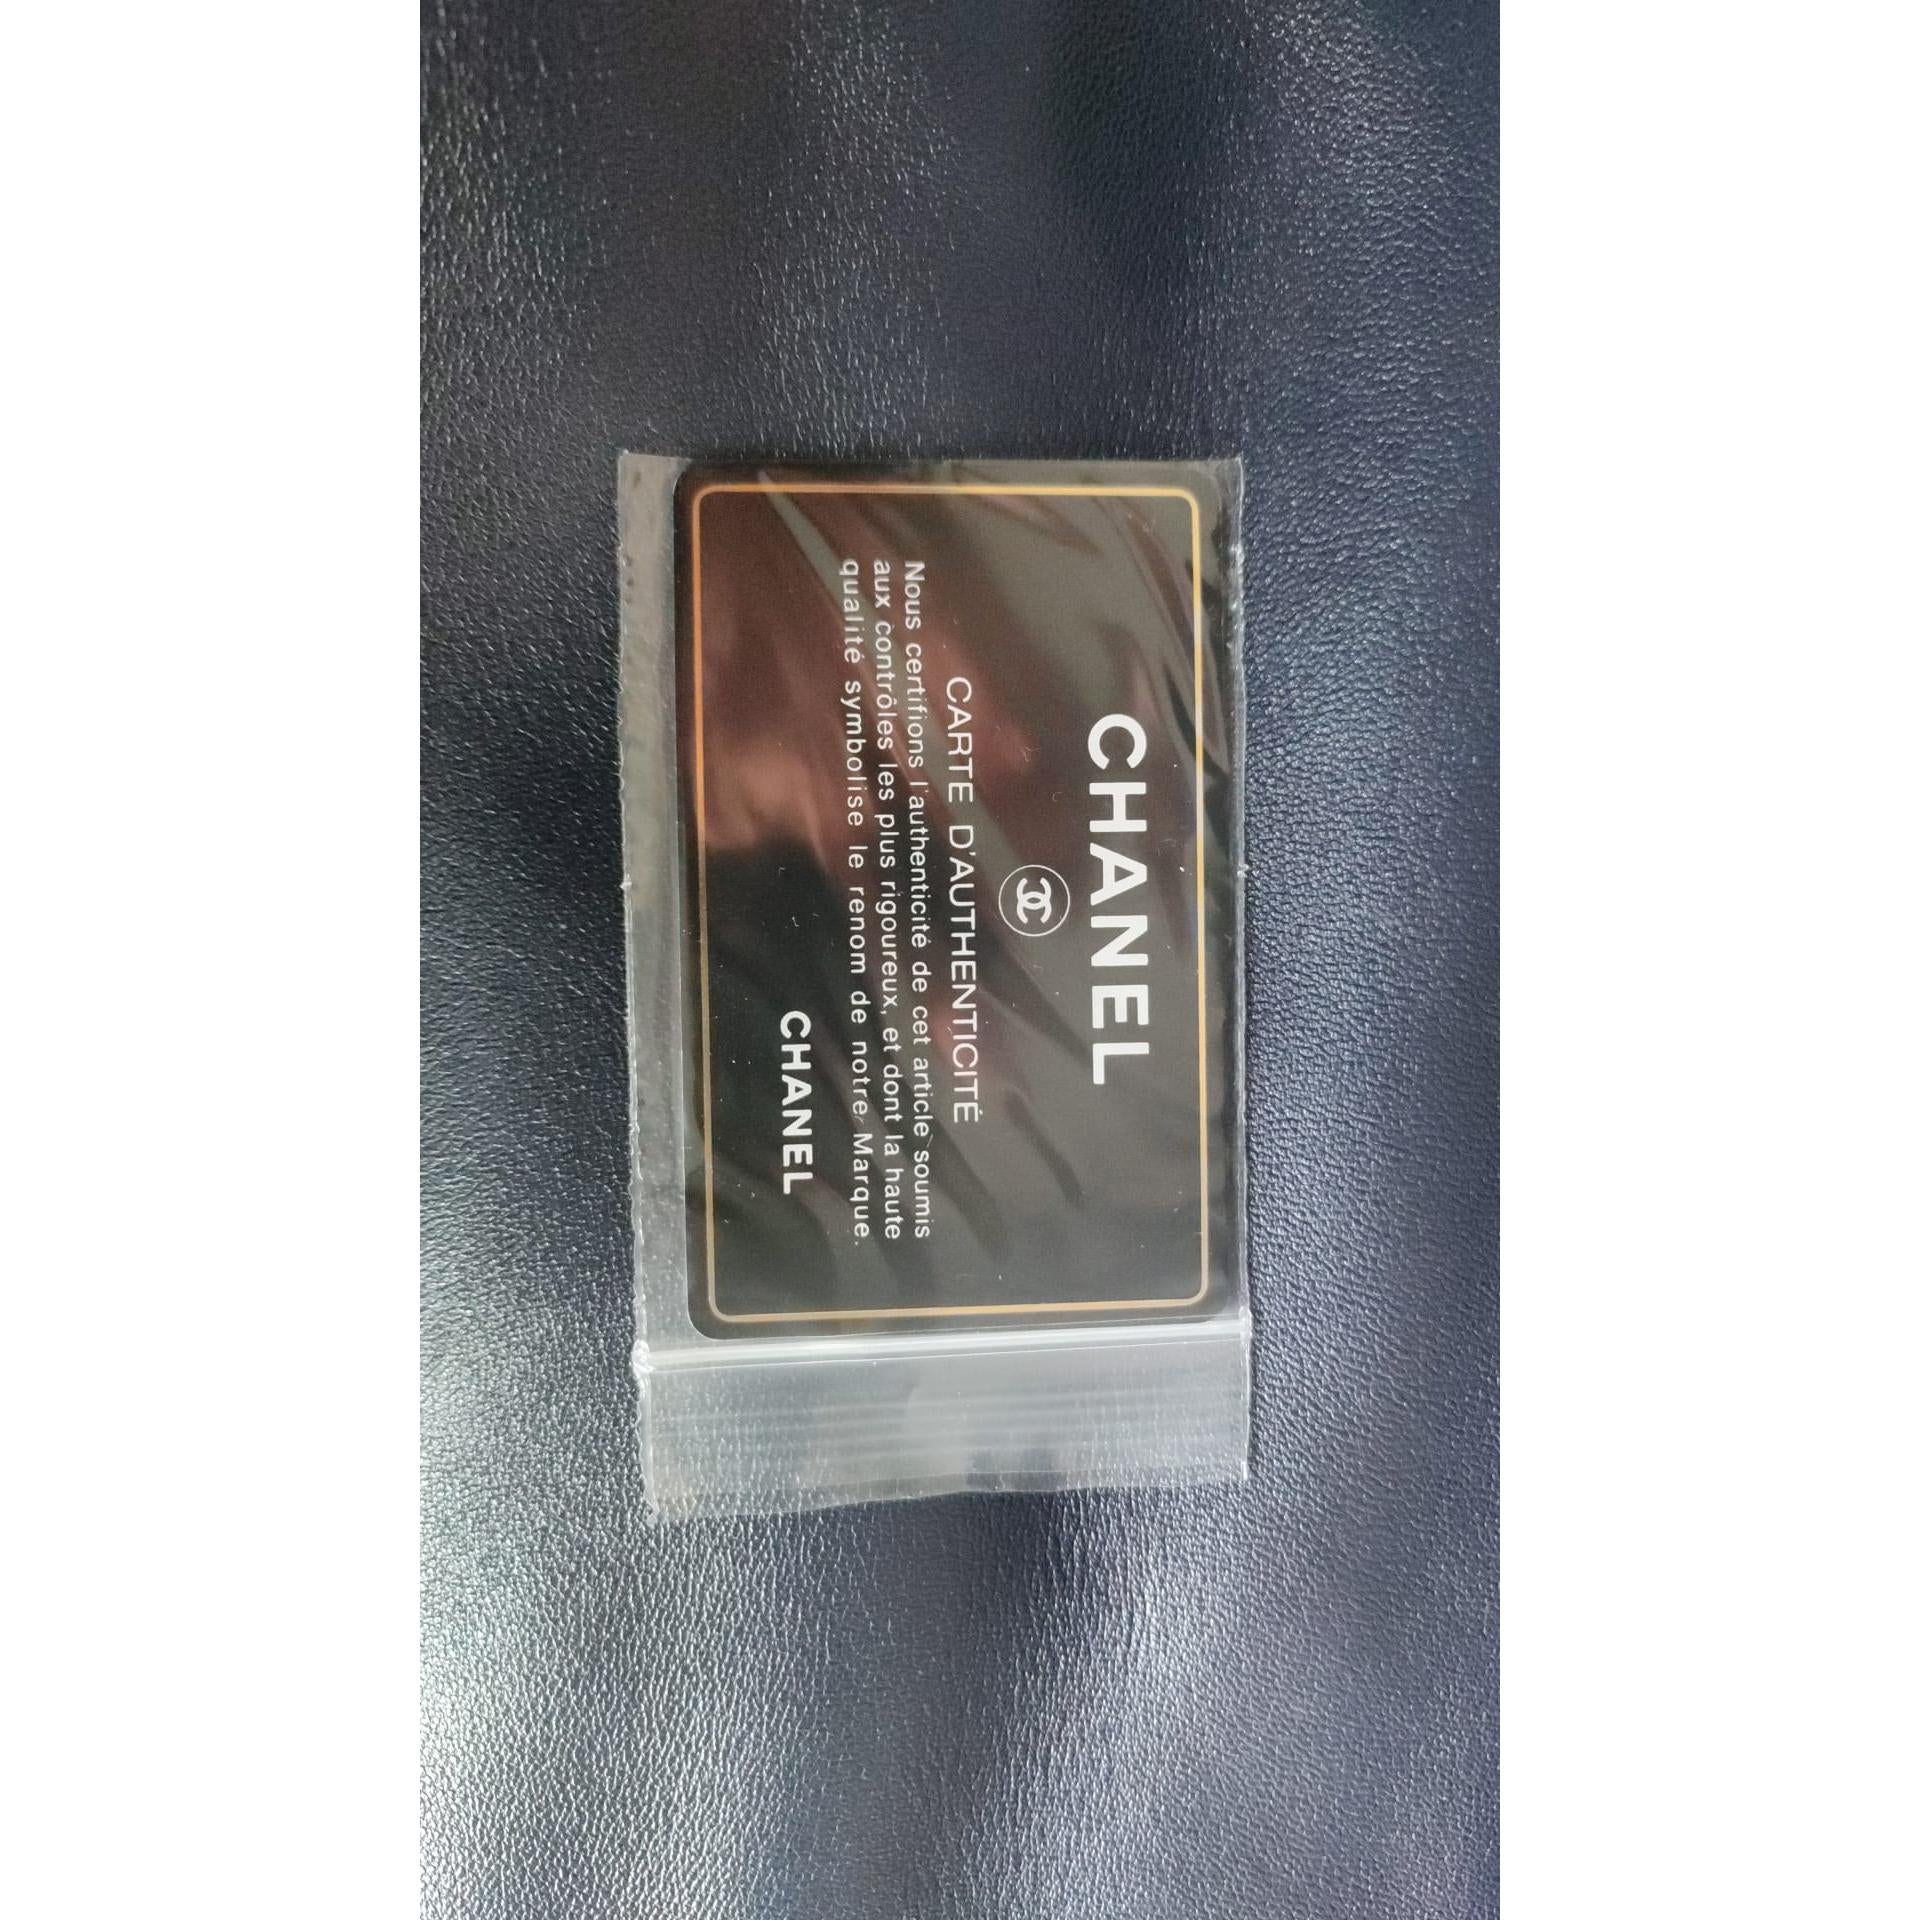 CHANEL
CARTE D'AUTHENTICITÉ
Nous certifions l'authenticité de cet article soumis
aux contrôles les plus rigoureux, et dont la haute
qualité symbolise le renom de notre Marque.
CHANEL